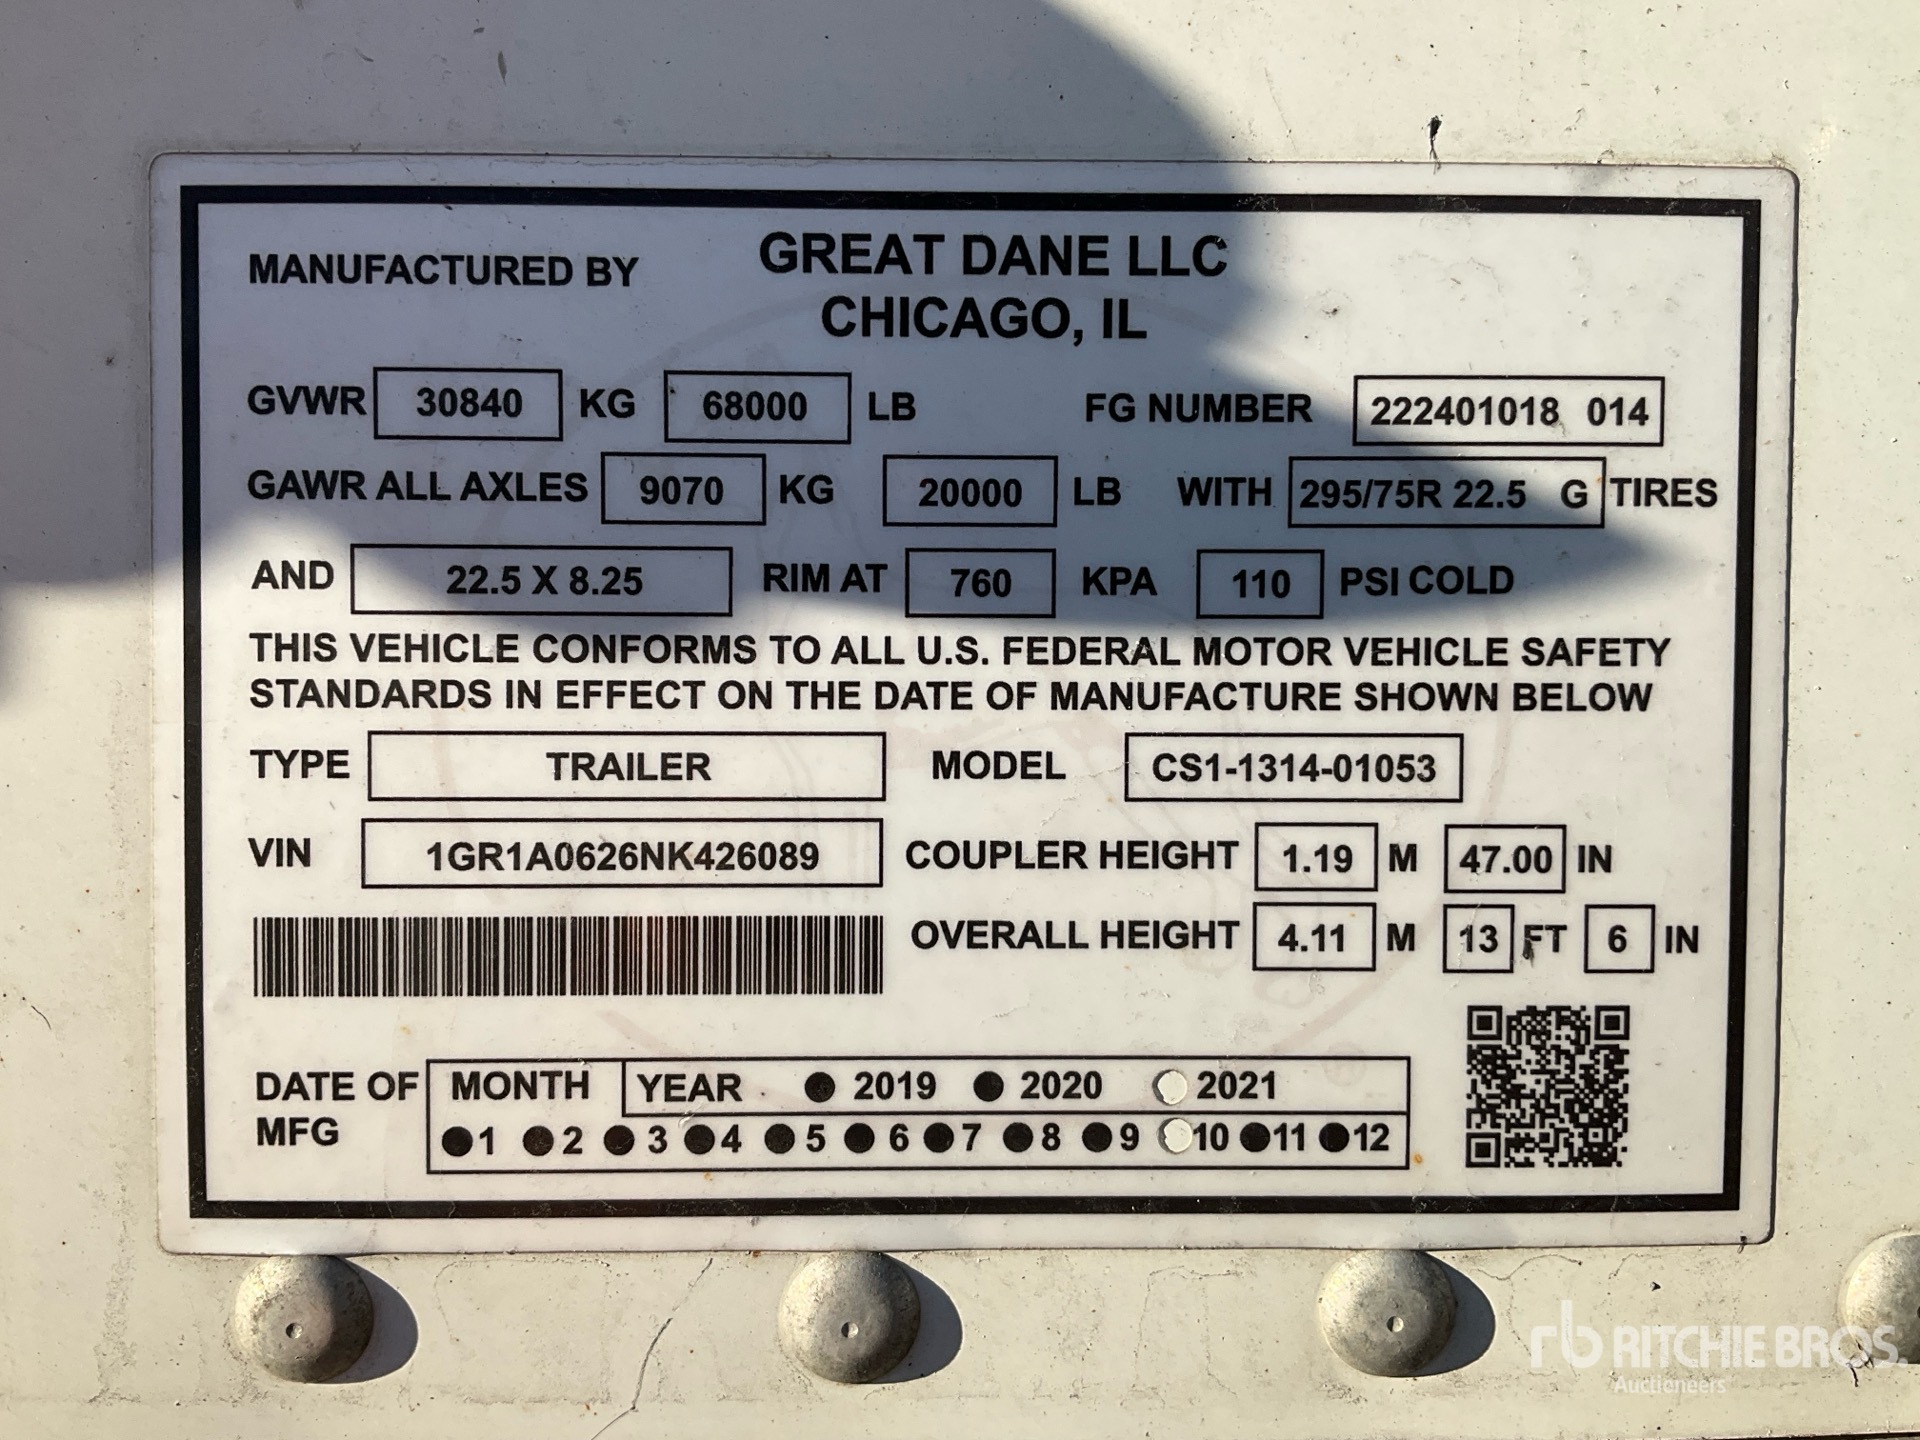 MANUFACTURED BY GREAT DANE LLC
CHICAGO, IL
GVWR 30840 KG 68000 LB FG NUMBER 222401018 014
GAWR ALL AXLES 9070 KG 20000 LB WITH 295/75R 22.5 G TIRES
AND 22.5 X 8.25 RIM AT 760 KPA 110 PSI COLD
THIS VEHICLE CONFORMS TO ALL U.S. FEDERAL MOTOR VEHICLE SAFETY
STANDARDS IN EFFECT ON THE DATE OF MANUFACTURE SHOWN BELOW
TYPE TRAILER MODEL CS1-1314-01053
VIN 1GR1A0626NK426089 COUPLER HEIGHT 1.19 M 47.00 IN
OVERALL HEIGHT 4.11 M 13 FT 6 IN
DATE OF MFG MONTH YEAR 2019 2020 2021
1 2 3 4 5 6 7 8 9 10 11 12
rb RITCHIE BROS.
Auctioneers